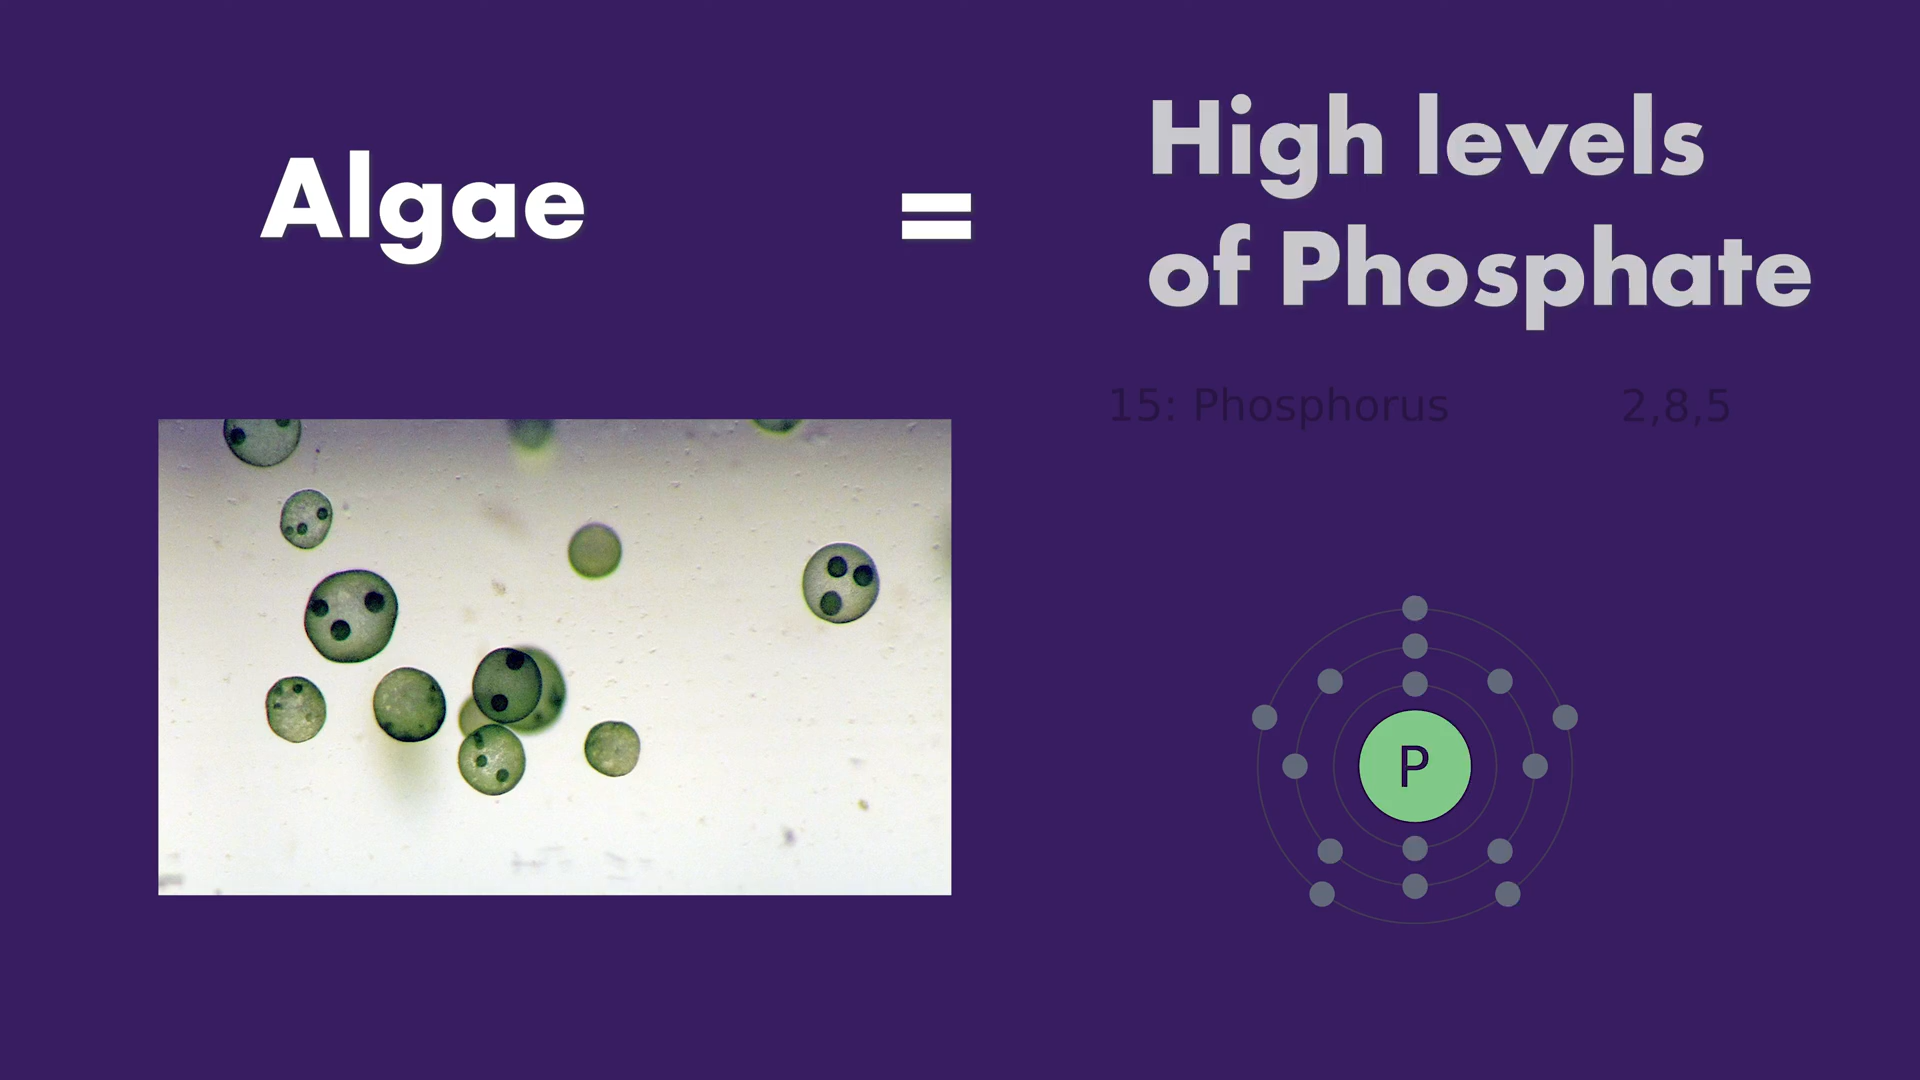 Algae
=
High levels
of Phosphate
15: Phosphorus 2,8,5
P